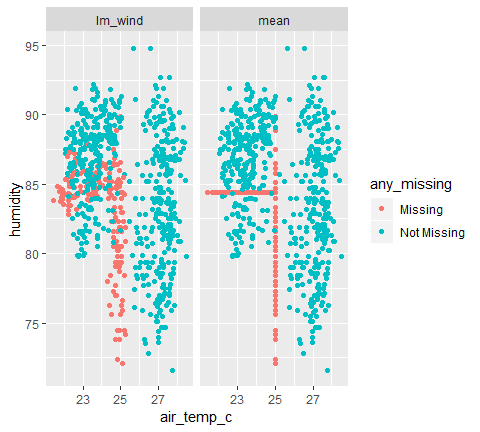 lm_wind mean
95
90
85
80
75
humidity
23 25 27 23 25 27
air_temp_c
any_missing
Missing
Not Missing